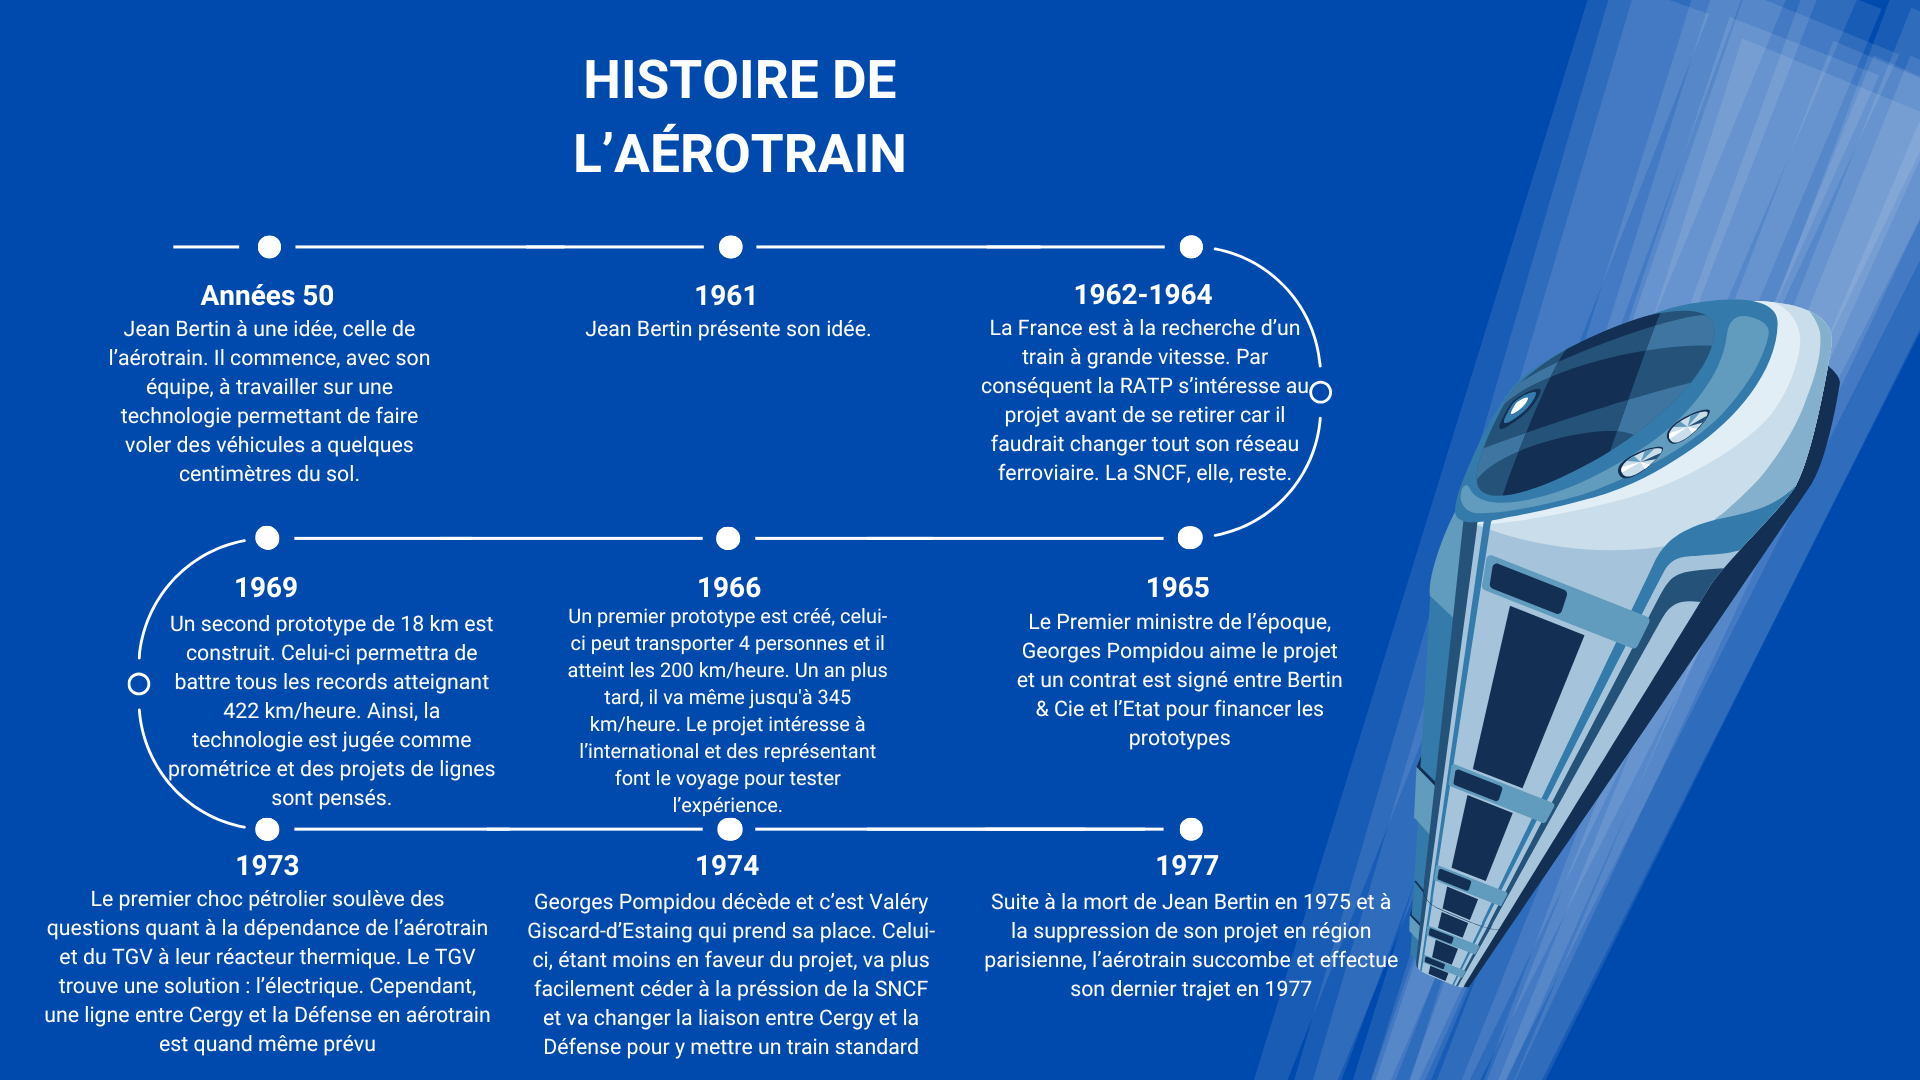 HISTOIRE DE
L’AÉROTRAIN
Années 50
Jean Bertin à une idée, celle de
l’aérotrain. Il commence, avec son
équipe, à travailler sur une
technologie permettant de faire
voler des véhicules a quelques
centimètres du sol.
1961
Jean Bertin présente son idée.
1962-1964
La France est à la recherche d’un
train à grande vitesse. Par
conséquent la RATP s’intéresse au
projet avant de se retirer car il
faudrait changer tout son réseau
ferroviaire. La SNCF, elle, reste.
1965
Le Premier ministre de l’époque,
Georges Pompidou aime le projet
et un contrat est signé entre Bertin
& Cie et l’Etat pour financer les
prototypes
1966
Un premier prototype est créé, celui-
ci peut transporter 4 personnes et il
atteint les 200 km/heure. Un an plus
tard, il va même jusqu'à 345
km/heure. Le projet intéresse à
l’international et des représentant
font le voyage pour tester
l’expérience.
1969
Un second prototype de 18 km est
construit. Celui-ci permettra de
battre tous les records atteignant
422 km/heure. Ainsi, la
technologie est jugée comme
prométrice et des projets de lignes
sont pensés.
1973
Le premier choc pétrolier soulève des
questions quant à la dépendance de l’aérotrain
et du TGV à leur réacteur thermique. Le TGV
trouve une solution : l’électrique. Cependant,
une ligne entre Cergy et la Défense en aérotrain
est quand même prévu
1974
Georges Pompidou décède et c’est Valéry
Giscard-d’Estaing qui prend sa place. Celui-
ci, étant moins en faveur du projet, va plus
facilement céder à la préssion de la SNCF
et va changer la liaison entre Cergy et la
Défense pour y mettre un train standard
1977
Suite à la mort de Jean Bertin en 1975 et à
la suppression de son projet en région
parisienne, l’aérotrain succombe et effectue
son dernier trajet en 1977